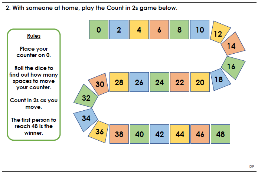 2. With someone at home, play the Count in 2s game below.
Rules
Place your
counter on 0.
Roll the dice to
find out how many
spaces to move
your counter.
Count in 2s as you
move.
The first person to
reach 48 is the
winner.
0 2 4 6 8 10 12
14
16
18
30 28 26 24 22 20
32
34
36 38 40 42 44 46 48